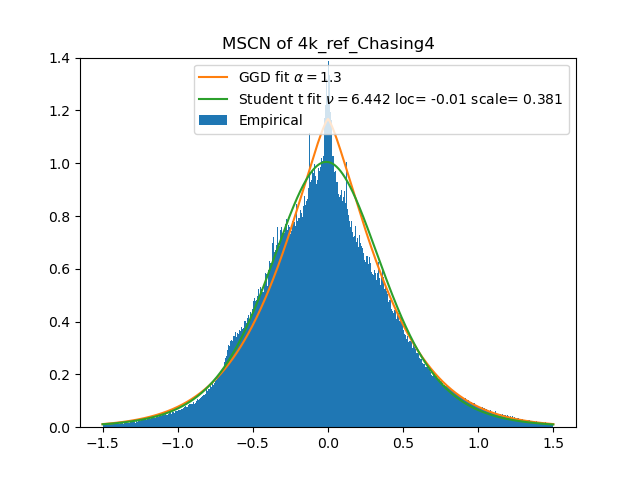 MSCN of 4k_ref_Chasing4
GGD fit α = 1.3
Student t fit ν = 6.442 loc= -0.01 scale= 0.381
Empirical
1.4
1.2
1.0
0.8
0.6
0.4
0.2
0.0
−1.5 −1.0 −0.5 0.0 0.5 1.0 1.5